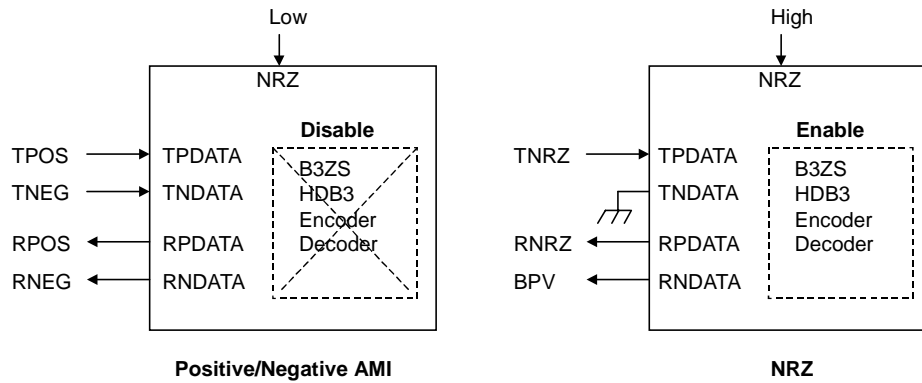 Low
NRZ
Disable
B3ZS
HDB3
Encoder
Decoder
TPOS
TNEG
RPOS
RNEG
TPDATA
TNDATA
RPDATA
RNDATA
Positive/Negative AMI
High
NRZ
Enable
B3ZS
HDB3
Encoder
Decoder
TNRZ
RNRZ
BPV
TPDATA
TNDATA
RPDATA
RNDATA
NRZ